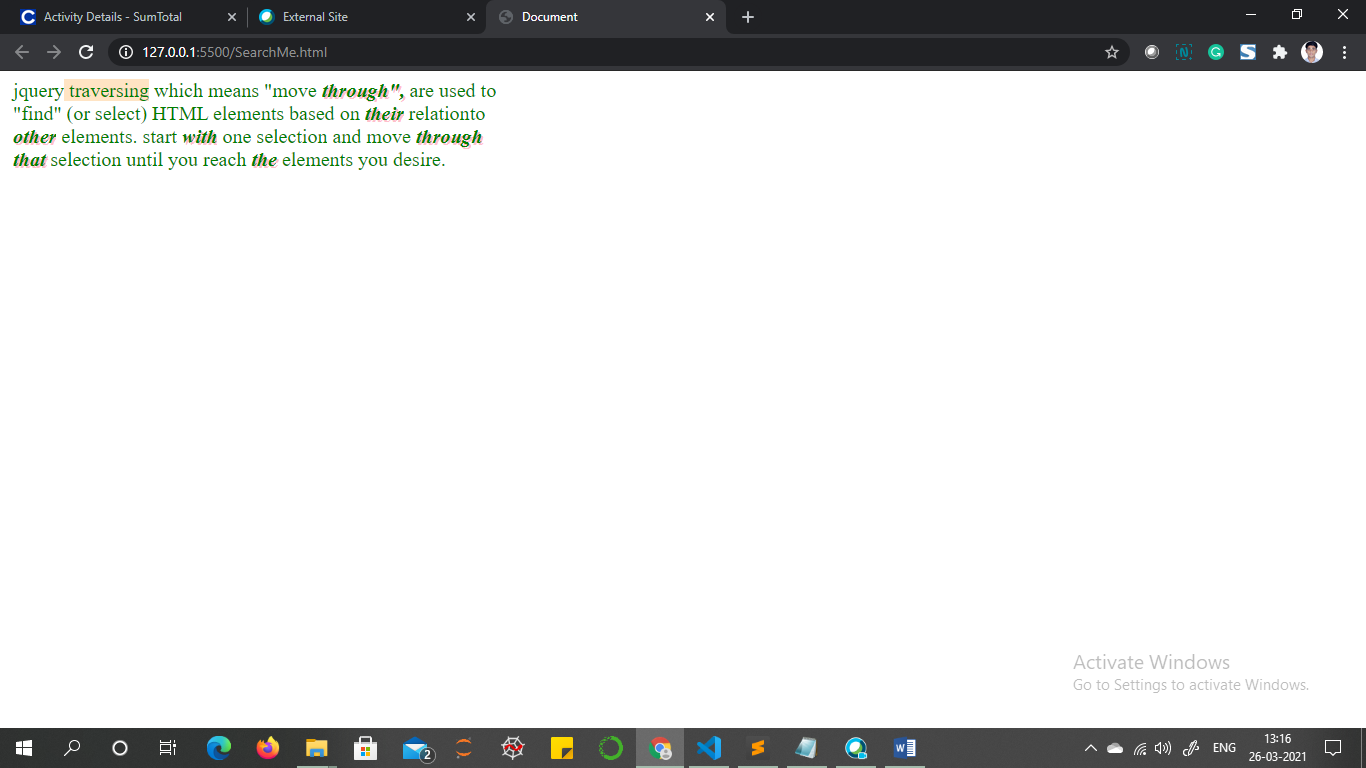 Activity Details - SumTotal
External Site
Document
127.0.0.1:5500/SearchMe.html
jquery traversing which means "move through", are used to
"find" (or select) HTML elements based on their relationto
other elements. start with one selection and move through
that selection until you reach the elements you desire.
Activate Windows
Go to Settings to activate Windows.
2
ENG
13:16
26-03-2021